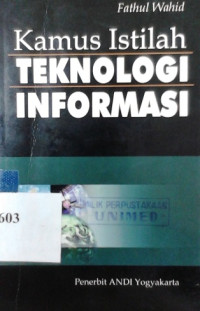 Fathul Wahid
Kamus Istilah
TEKNOLOGI
INFORMASI
603
MILIK PERPUSTAKAAN
UNIMED
Penerbit ANDI Yogyakarta